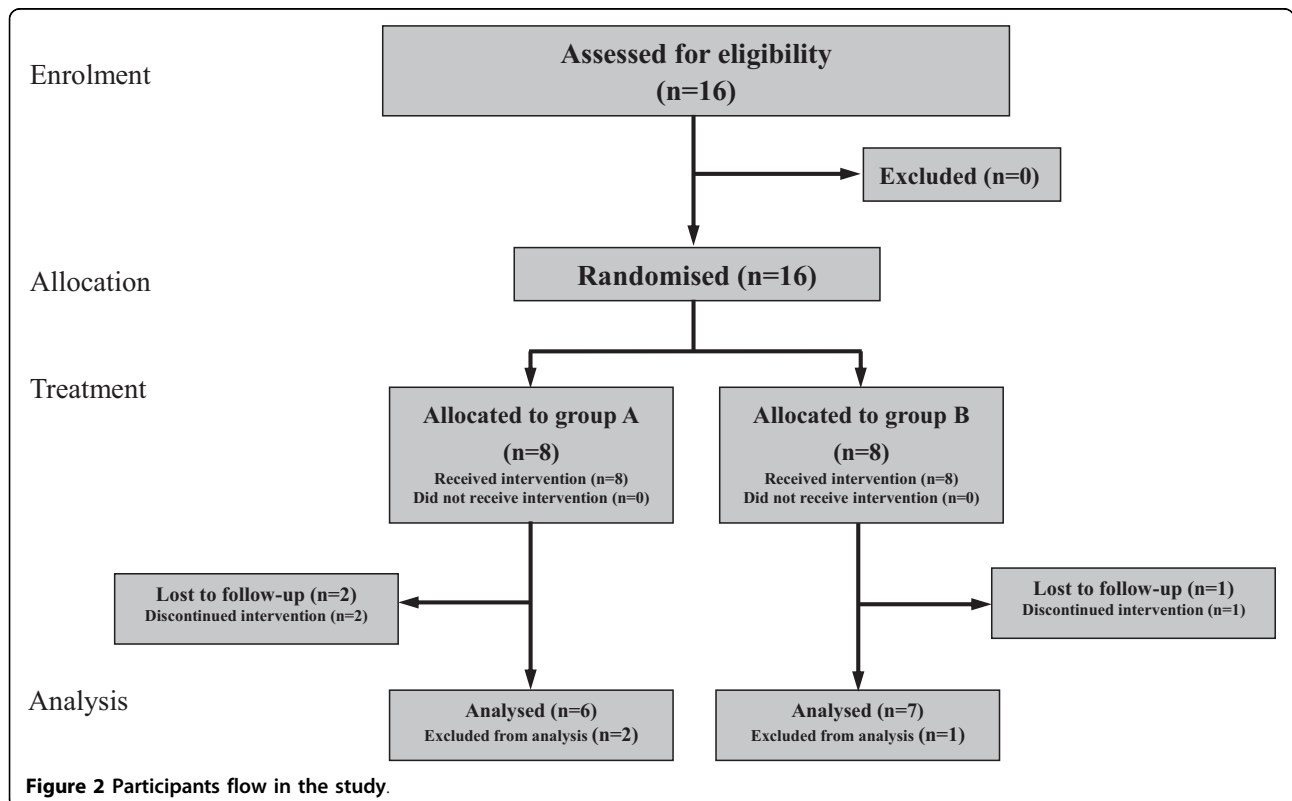 Enrolment
Assessed for eligibility
(n=16)
Excluded (n=0)
Allocation
Randomised (n=16)
Treatment
Allocated to group A
(n=8)
Received intervention (n=8)
Did not receive intervention (n=0)
Allocated to group B
(n=8)
Received intervention (n=8)
Did not receive intervention (n=0)
Lost to follow-up (n=2)
Discontinued intervention (n=2)
Lost to follow-up (n=1)
Discontinued intervention (n=1)
Analysis
Analysed (n=6)
Excluded from analysis (n=2)
Analysed (n=7)
Excluded from analysis (n=1)
Figure 2 Participants flow in the study.